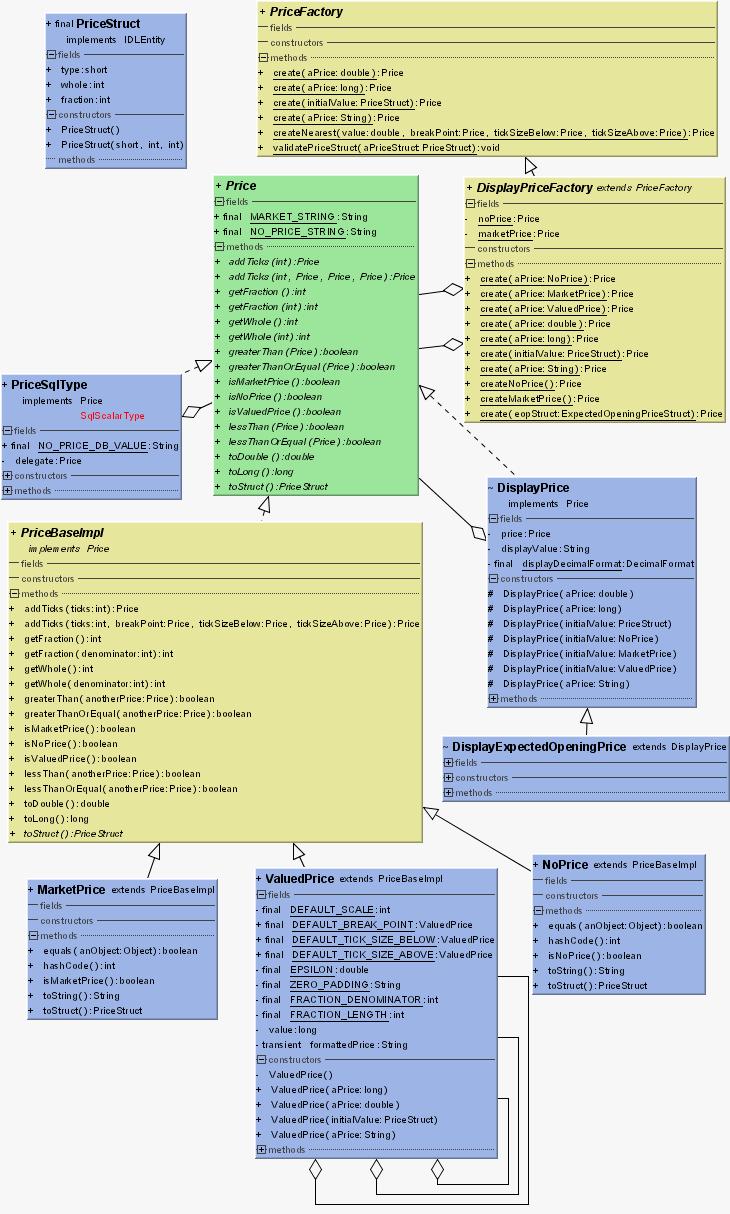 + final PriceStruct
implements IDLEntity
fields
+ type:short
+ whole:int
+ fraction:int
constructors
+ PriceStruct()
+ PriceStruct(short, int, int)
methods
+ PriceFactory
fields
constructors
methods
+ create(aPrice: double):Price
+ create(aPrice: long):Price
+ create(initialValue: PriceStruct):Price
+ create(aPrice: String):Price
+ createNearest(value:double, breakPoint:Price, tickSizeBelow:Price, tickSizeAbove:Price):Price
+ validatePriceStruct(aPriceStruct:PriceStruct):void
+ Price
fields
+ final MARKET_STRING:String
+ final NO_PRICE_STRING:String
methods
+ addTicks(int):Price
+ addTicks(int, Price, Price, Price):Price
+ getFraction():int
+ getFraction(int):int
+ getWhole():int
+ getWhole(int):int
+ greaterThan(Price):boolean
+ greaterThanOrEqual(Price):boolean
+ isMarketPrice():boolean
+ isNoPrice():boolean
+ isValuedPrice():boolean
+ lessThan(Price):boolean
+ lessThanOrEqual(Price):boolean
+ toDouble():double
+ toLong():long
+ toStruct():PriceStruct
+ DisplayPriceFactory extends PriceFactory
fields
- noPrice:Price
- marketPrice:Price
constructors
methods
+ create(aPrice:NoPrice):Price
+ create(aPrice:MarketPrice):Price
+ create(aPrice:ValuedPrice):Price
+ create(aPrice:double):Price
+ create(aPrice:long):Price
+ create(initialValue:PriceStruct):Price
+ create(aPrice:String):Price
+ createNoPrice():Price
+ createMarketPrice():Price
+ create(eopStruct:ExpectedOpeningPriceStruct):Price
+ PriceSqlType
implements Price
SqlScalarType
fields
+ final NO_PRICE_DB_VALUE:String
- delegate:Price
constructors
methods
~ DisplayPrice
implements Price
fields
- price:Price
- displayValue:String
- final displayDecimalFormat:DecimalFormat
constructors
# DisplayPrice(aPrice:double)
# DisplayPrice(aPrice:long)
# DisplayPrice(initialValue:PriceStruct)
# DisplayPrice(initialValue:NoPrice)
# DisplayPrice(initialValue:MarketPrice)
# DisplayPrice(initialValue:ValuedPrice)
# DisplayPrice(aPrice:String)
methods
+ PriceBaseImpl
implements Price
fields
constructors
methods
+ addTicks(ticks:int):Price
+ addTicks(ticks:int, breakPoint:Price, tickSizeBelow:Price, tickSizeAbove:Price):Price
+ getFraction():int
+ getFraction(denominator:int):int
+ getWhole():int
+ getWhole(denominator:int):int
+ greaterThan(anotherPrice:Price):boolean
+ greaterThanOrEqual(anotherPrice:Price):boolean
+ isMarketPrice():boolean
+ isNoPrice():boolean
+ isValuedPrice():boolean
+ lessThan(anotherPrice:Price):boolean
+ lessThanOrEqual(anotherPrice:Price):boolean
+ toDouble():double
+ toLong():long
+ toStruct():PriceStruct
~ DisplayExpectedOpeningPrice extends DisplayPrice
fields
constructors
methods
+ MarketPrice extends PriceBaseImpl
fields
constructors
methods
+ equals(anObject:Object):boolean
+ hashCode():int
+ isMarketPrice():boolean
+ toString():String
+ toStruct():PriceStruct
+ ValuedPrice extends PriceBaseImpl
fields
- final DEFAULT_SCALE:int
+ final DEFAULT_BREAK_POINT:ValuedPrice
+ final DEFAULT_TICK_SIZE_BELOW:ValuedPrice
+ final DEFAULT_TICK_SIZE_ABOVE:ValuedPrice
- final EPSILON:double
- final ZERO_PADDING:String
- final FRACTION_DENOMINATOR:int
- final FRACTION_LENGTH:int
- value:long
- transient formattedPrice:String
constructors
- ValuedPrice()
+ ValuedPrice(aPrice:long)
+ ValuedPrice(aPrice:double)
+ ValuedPrice(initialValue:PriceStruct)
+ ValuedPrice(aPrice:String)
methods
+ NoPrice extends PriceBaseImpl
fields
constructors
methods
+ equals(anObject:Object):boolean
+ hashCode():int
+ isNoPrice():boolean
+ toString():String
+ toStruct():PriceStruct